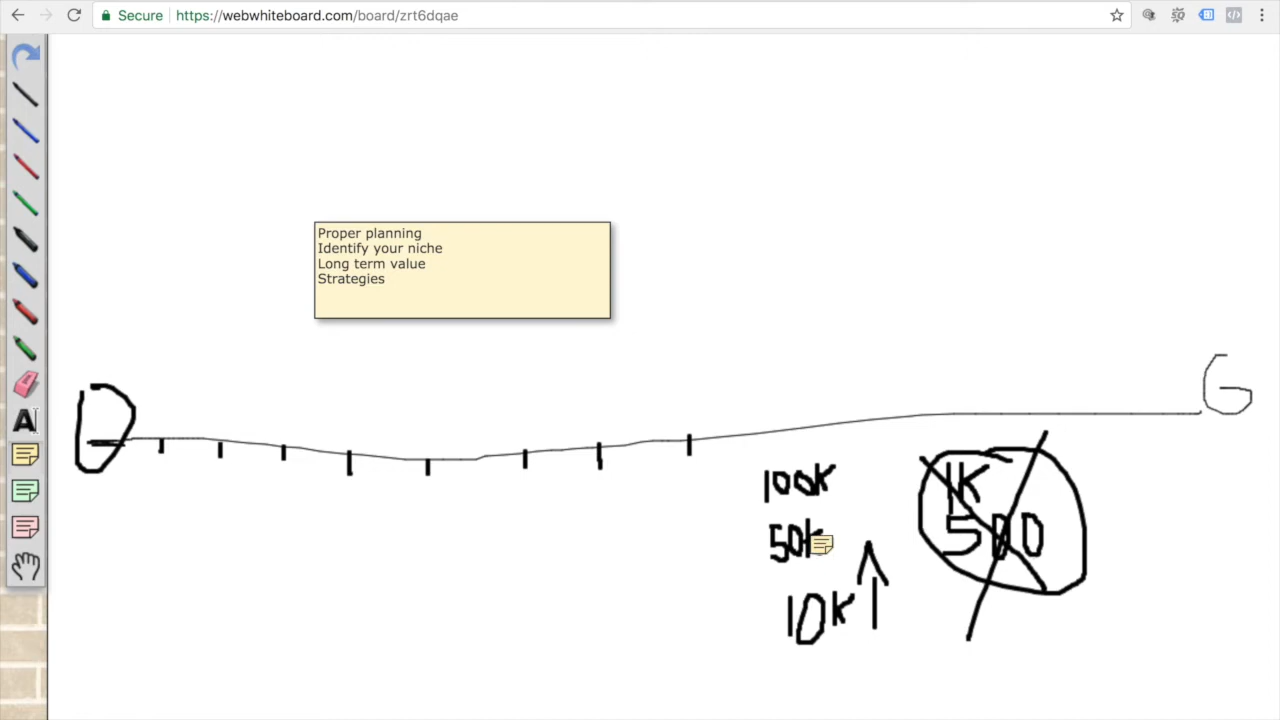 Secure https://webwhiteboard.com/board/zrt6dqae
Proper planning
Identify your niche
Long term value
Strategies
D
G
100K
50K
10K
1K
500
A